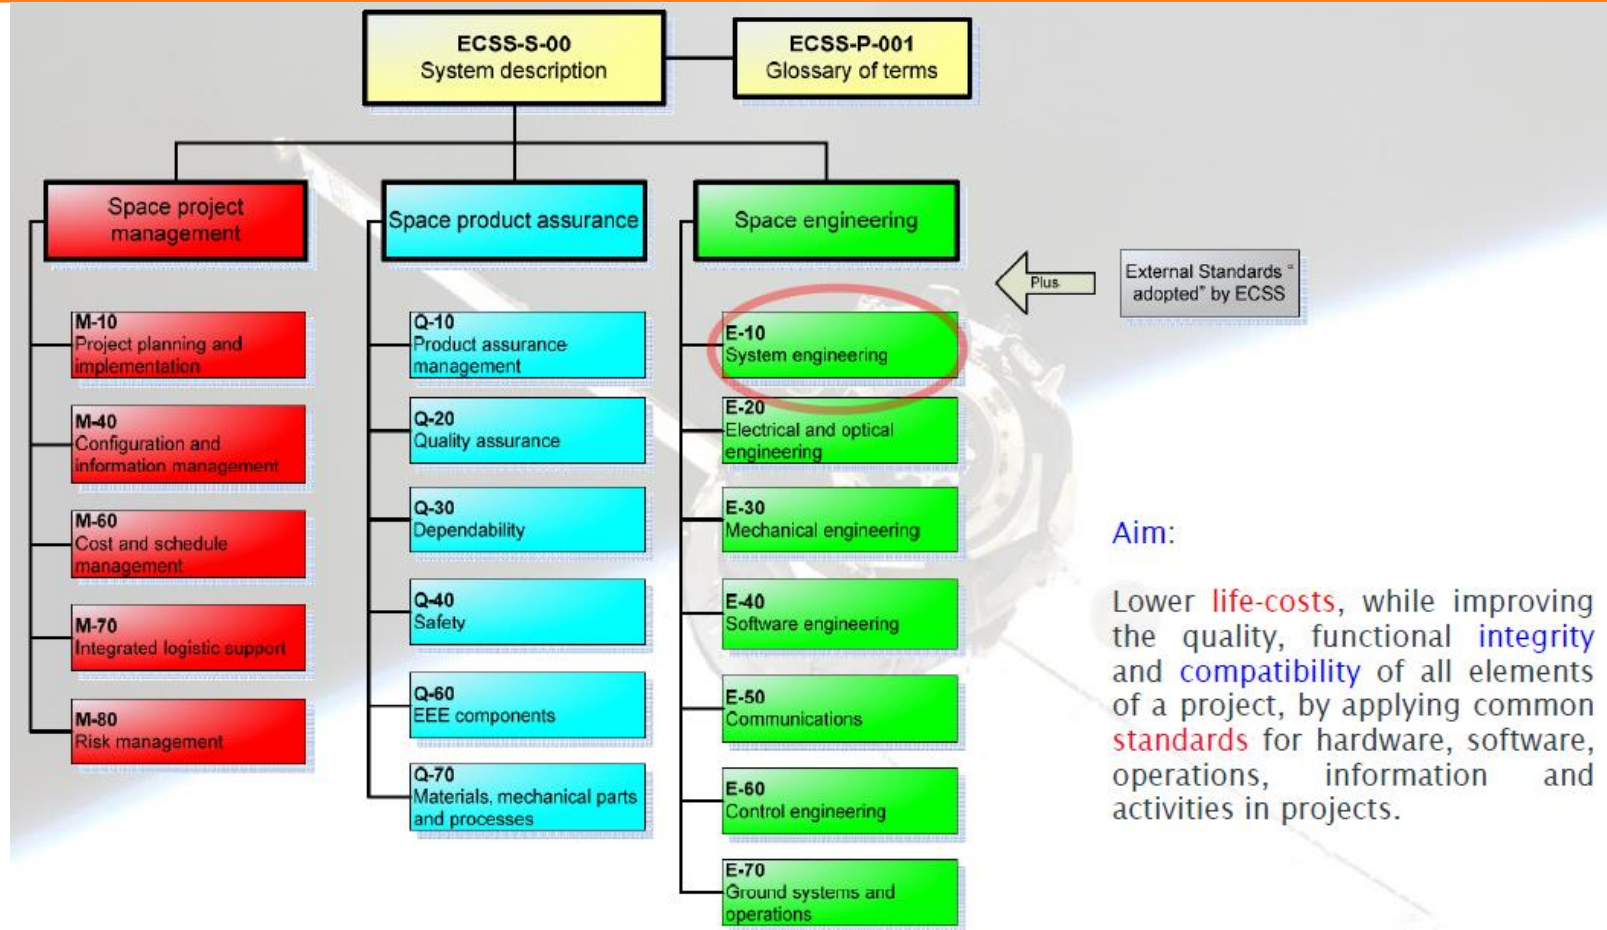 ECSS-S-00
System description
ECSS-P-001
Glossary of terms
Space project
management
Space product assurance
Space engineering
M-10
Project planning and
implementation
M-40
Configuration and
information management
M-60
Cost and schedule
management
M-70
Integrated logistic support
M-80
Risk management
Q-10
Product assurance
management
Q-20
Quality assurance
Q-30
Dependability
Q-40
Safety
Q-60
EEE components
Q-70
Materials, mechanical parts
and processes
E-10
System engineering
E-20
Electrical and optical
engineering
E-30
Mechanical engineering
E-40
Software engineering
E-50
Communications
E-60
Control engineering
E-70
Ground systems and
operations
Plus
External Standards “
adopted” by ECSS
Aim:
Lower life-costs, while improving
the quality, functional integrity
and compatibility of all elements
of a project, by applying common
standards for hardware, software,
operations, information and
activities in projects.